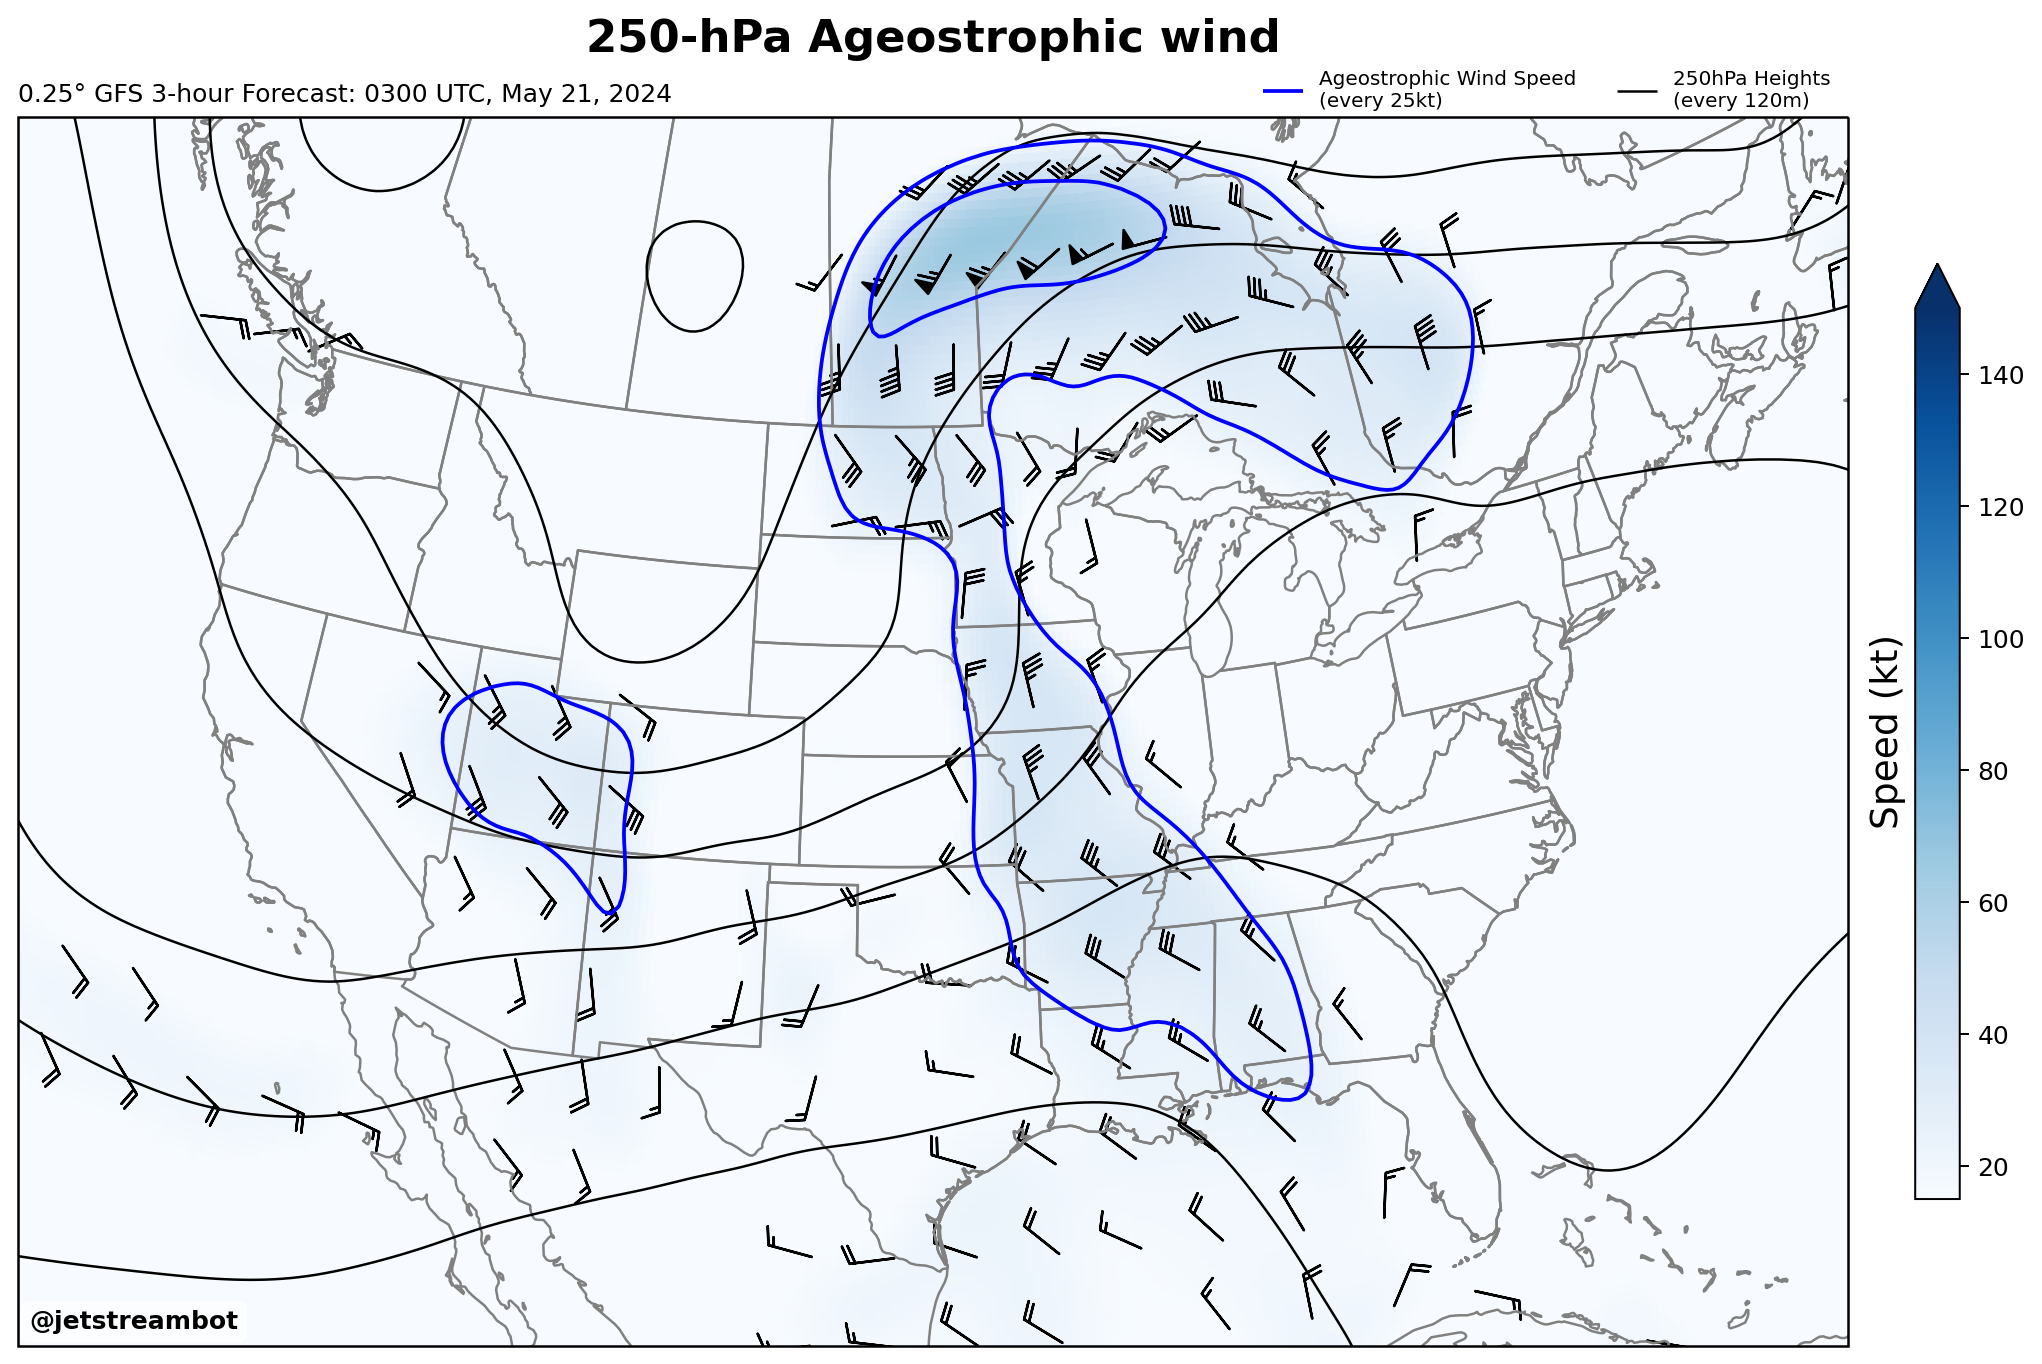 250-hPa Ageostrophic wind
0.25° GFS 3-hour Forecast: 0300 UTC, May 21, 2024
Ageostrophic Wind Speed
(every 25kt)
250hPa Heights
(every 120m)
140
120
100
80
60
40
20
Speed (kt)
@jetstreambot